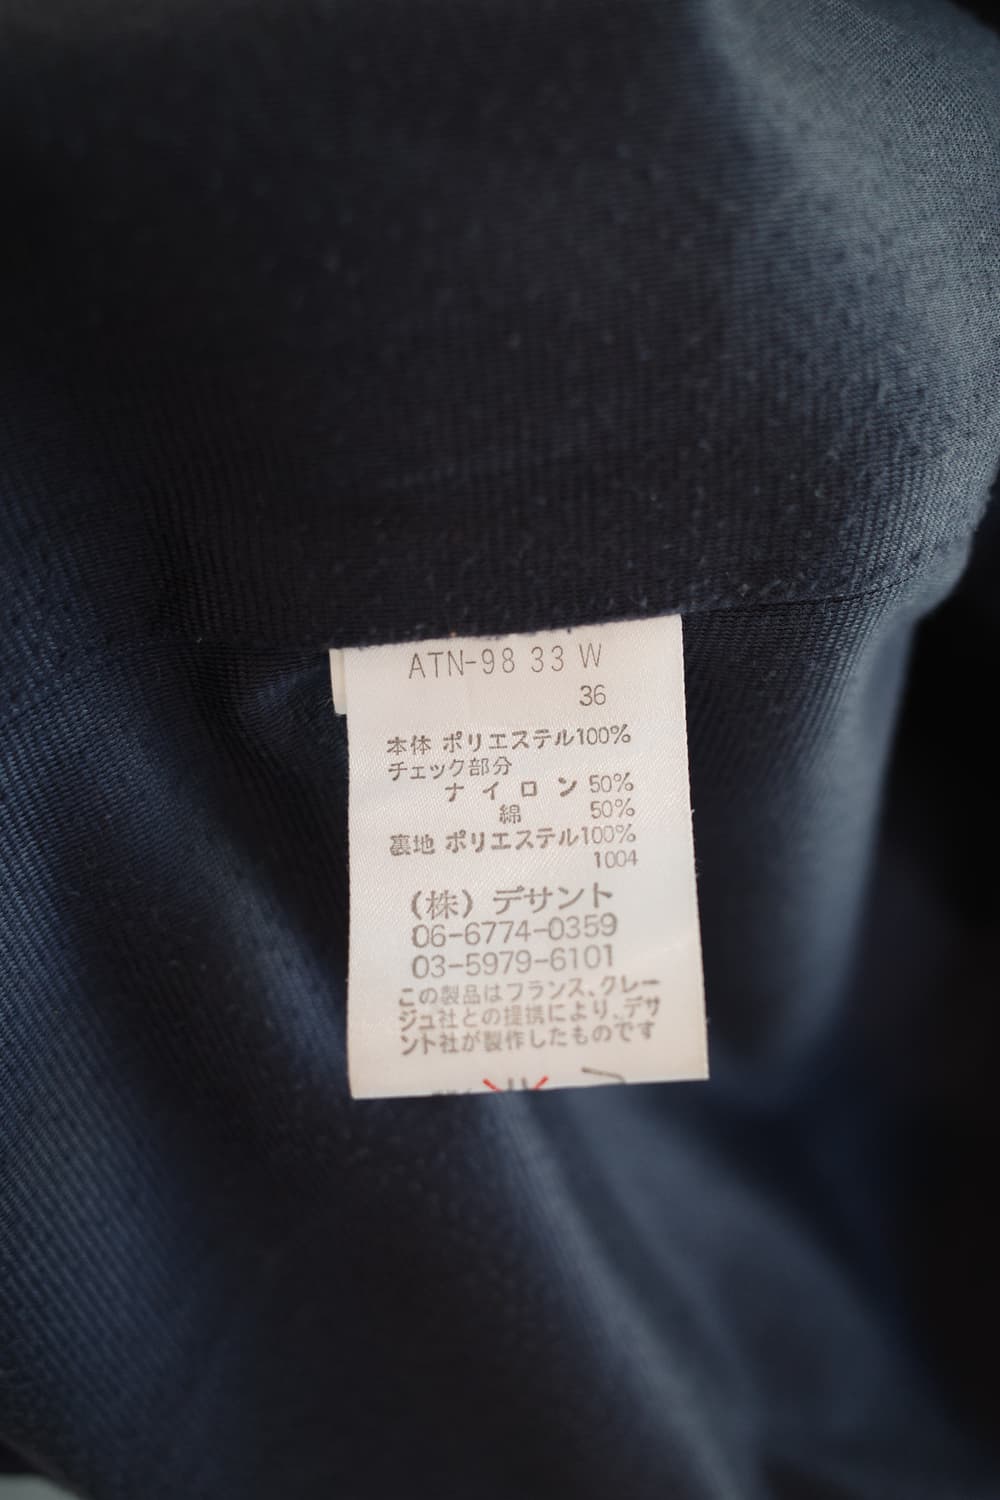 ATN-98 33 W
36
本体 ポリエステル100%
チェック部分
ナイロン 50%
綿 50%
裏地 ポリエステル100%
1004
(株) デサント
06-6774-0359
03-5979-6101
この製品はフランス、クレー
ジュ社との提携により、デサ
ント社が製作したものです